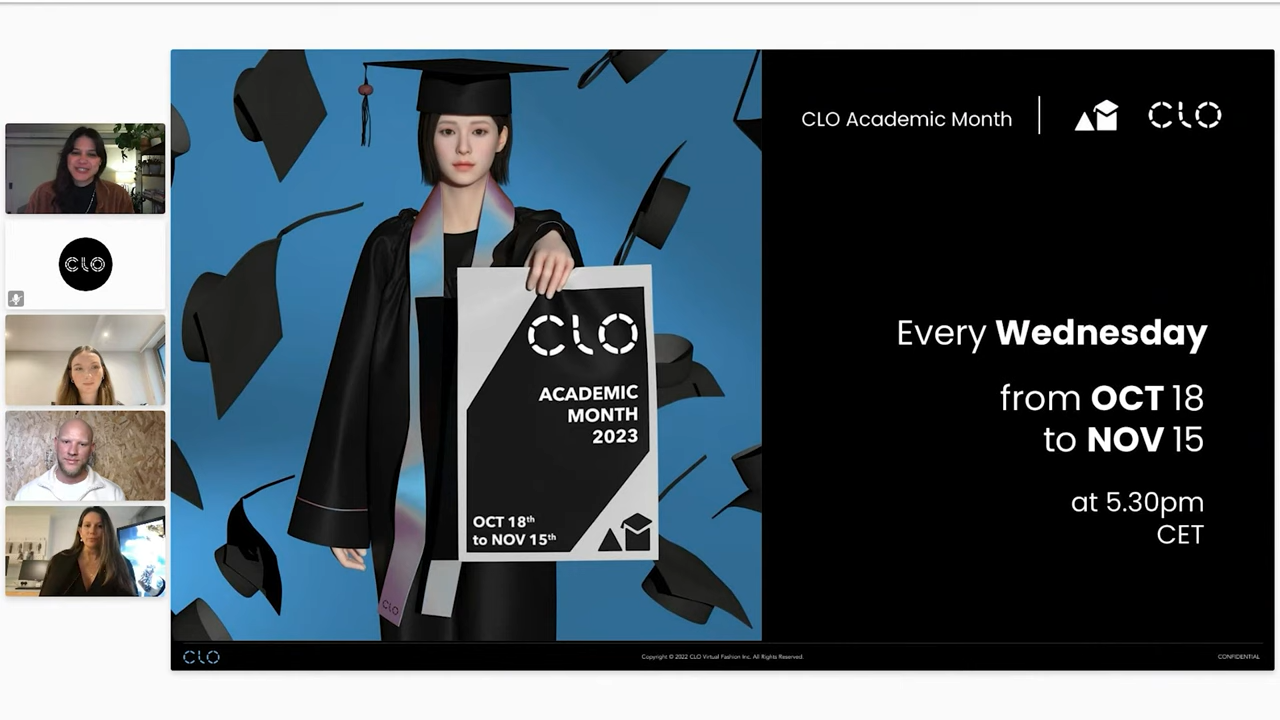 CLO
CLO Academic Month
CLO
CLO
ACADEMIC
MONTH
2023
OCT 18th
to NOV 15th
CLO
Every Wednesday
from OCT 18
to NOV 15
at 5.30pm
CET
CLO
Copyright © 2022 CLO Virtual Fashion Inc. All Rights Reserved.
CONFIDENTIAL